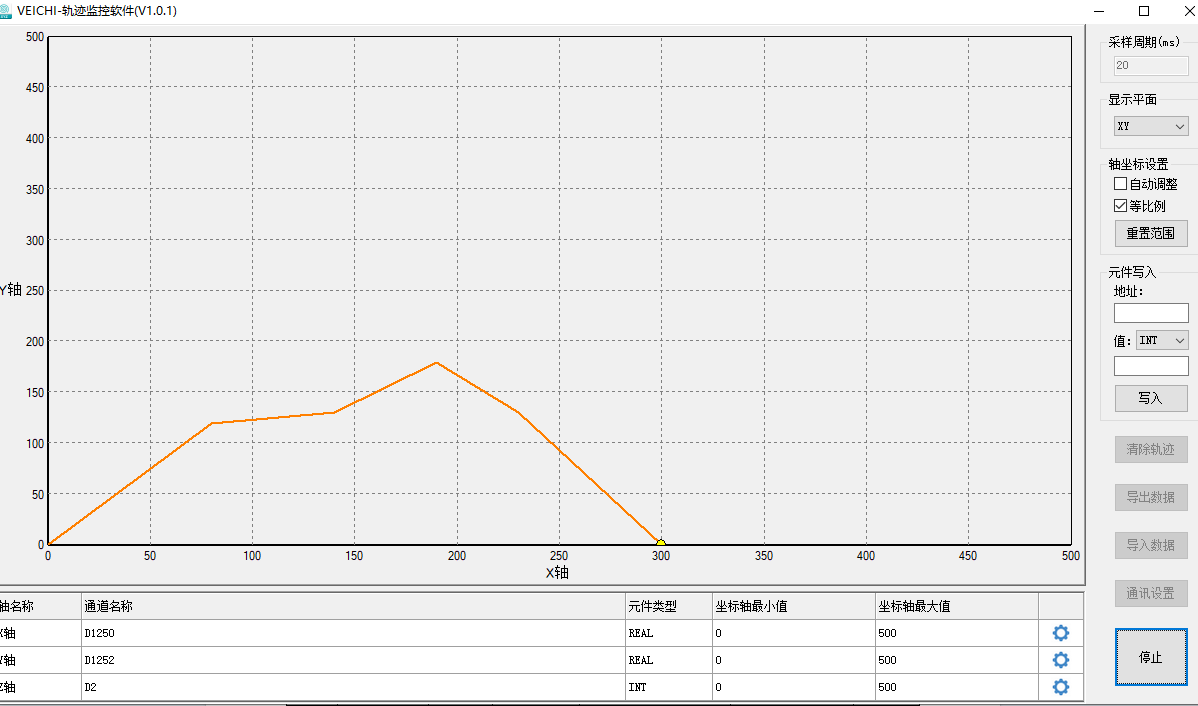 VEICHI-轨迹监控软件(V1.0.1)
500
450
400
350
300
Y轴 250
200
150
100
50
0
0 50 100 150 200 250 300 350 400 450 500
X轴
采样周期(ms)
20
显示平面
XY
轴坐标设置
自动调整
等比例
重置范围
元件写入
地址：
值： INT
写入
清除轨迹
导出数据
导入数据
通讯设置
停止
轴名称 通道名称 元件类型 坐标轴最小值 坐标轴最大值
X轴 D1250 REAL 0 500
Y轴 D1252 REAL 0 500
Z轴 D2 INT 0 500